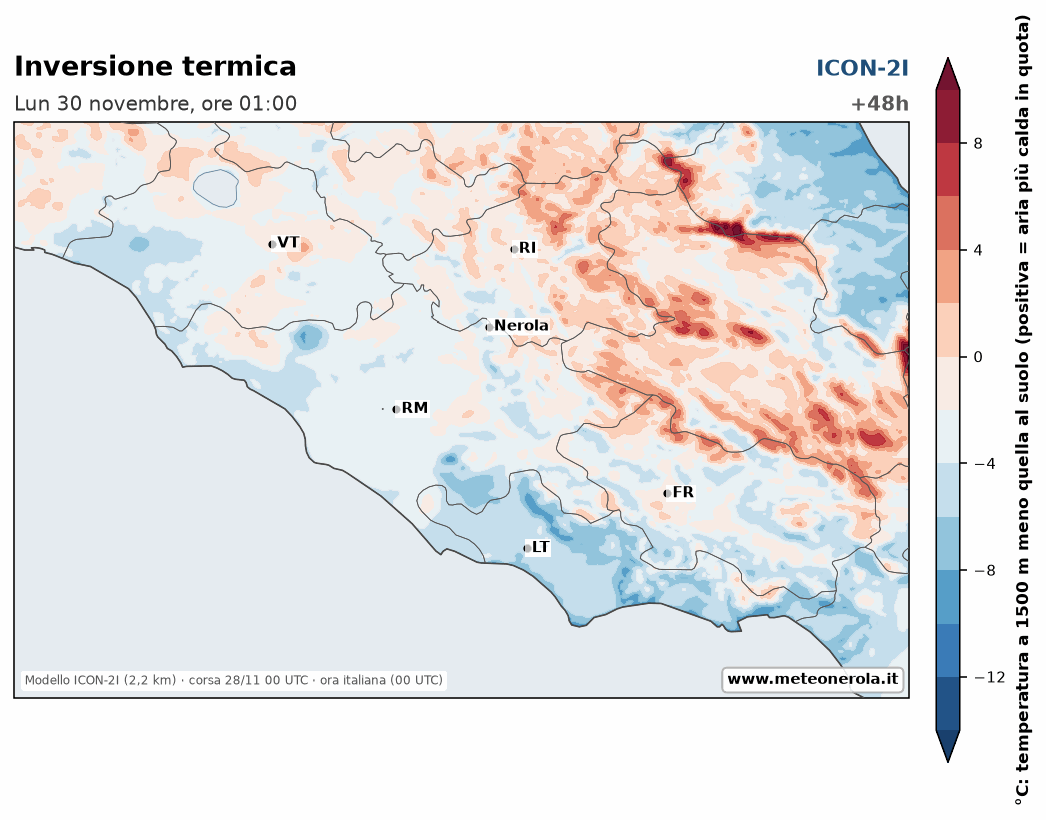 Inversione termica
ICON-2I
Lun 30 novembre, ore 01:00
+48h
VT
RI
Nerola
RM
FR
LT
Modello ICON-2I (2,2 km) · corsa 28/11 00 UTC · ora italiana (00 UTC)
www.meteonerola.it
8
4
0
−4
−8
−12
°C: temperatura a 1500 m meno quella al suolo (positiva = aria più calda in quota)